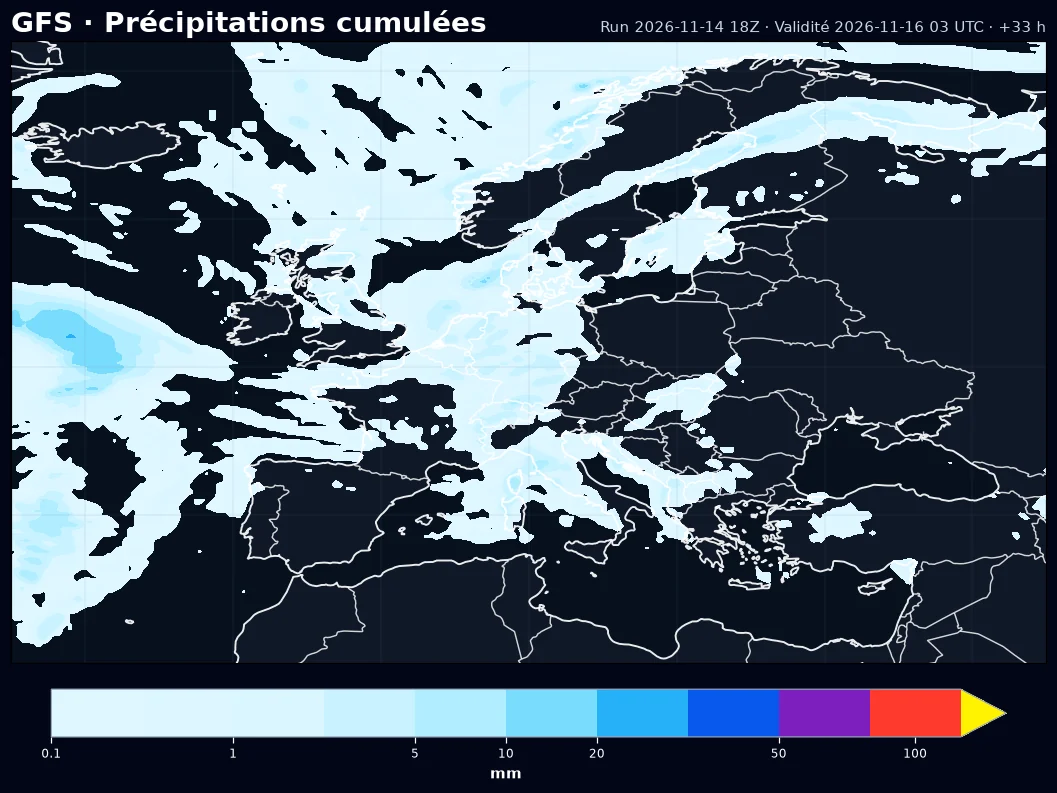 GFS · Précipitations cumulées
Run 2026-11-14 18Z · Validité 2026-11-16 03 UTC · +33 h
0.1 1 5 10 20 50 100
mm